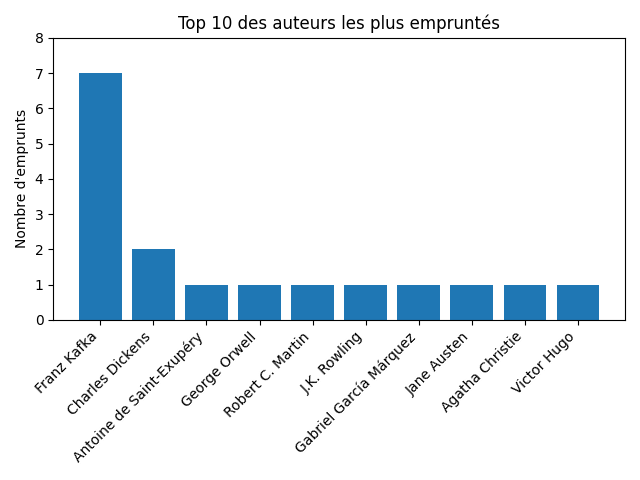 Top 10 des auteurs les plus empruntés
Nombre d'emprunts
8
7
6
5
4
3
2
1
0
Franz Kafka
Charles Dickens
Antoine de Saint-Exupéry
George Orwell
Robert C. Martin
J.K. Rowling
Gabriel García Márquez
Jane Austen
Agatha Christie
Victor Hugo